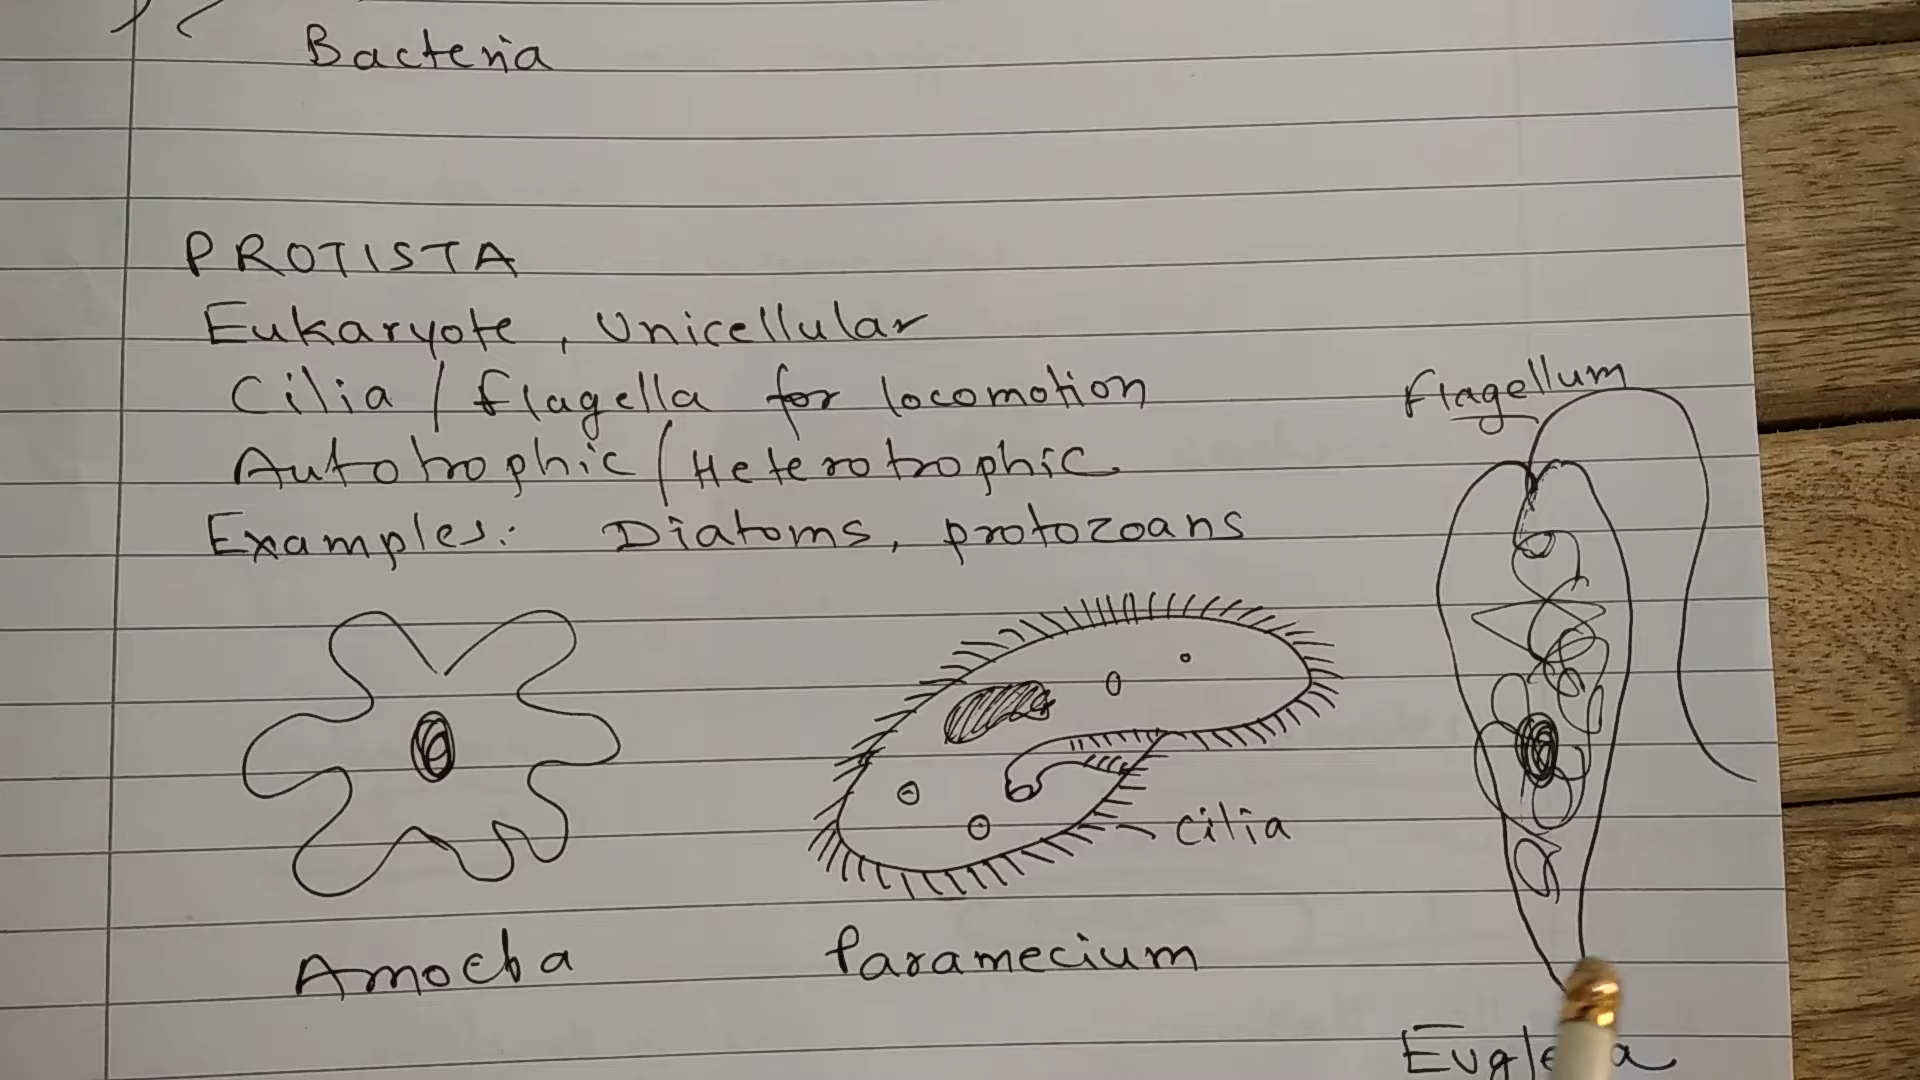 Bacteria
PROTISTA
Eukaryote, Unicellular
Cilia / flagella for locomotion
Autotrophic / Heterotrophic
Examples: Diatoms, protozoans
Flagellum
cilia
Amoeba
Paramecium